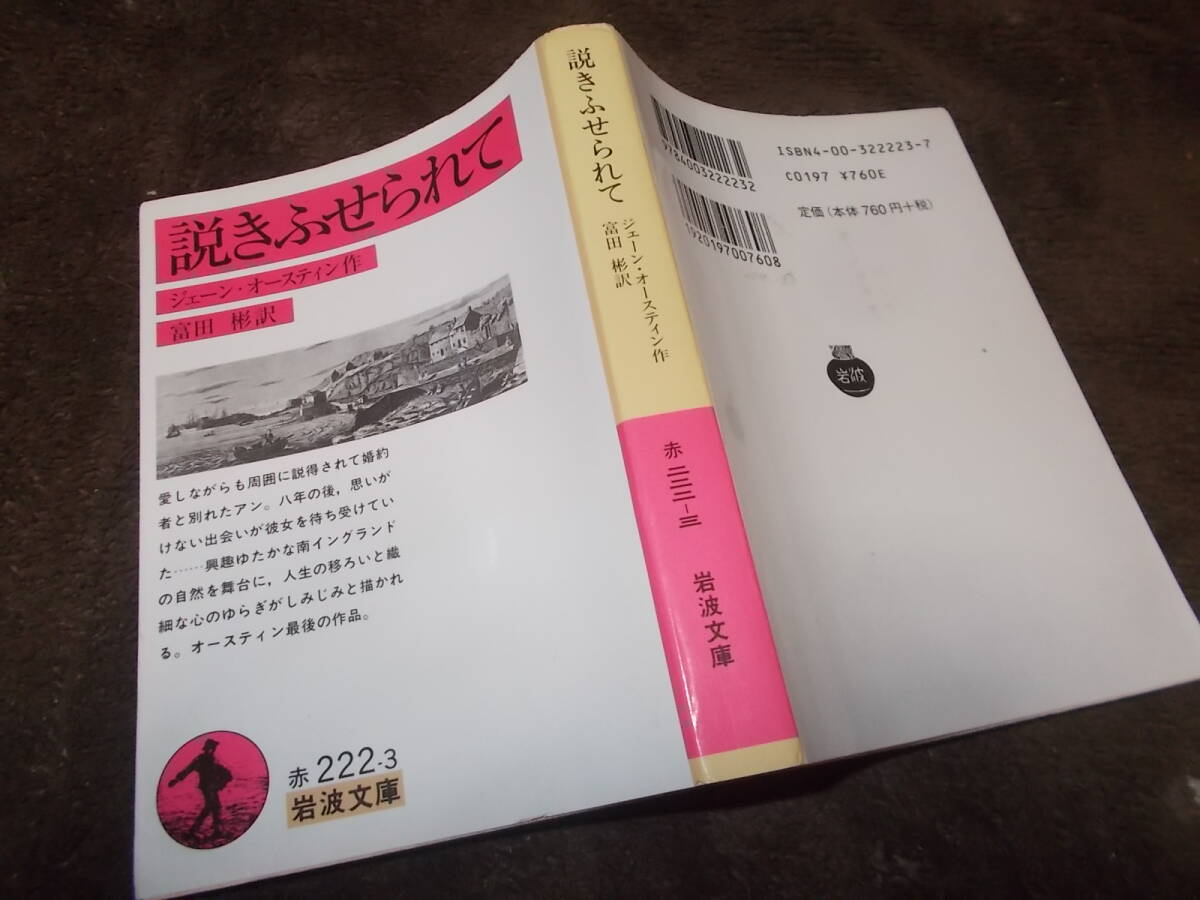 説きふせられて
ジェーン・オースティン作
富田 彬訳
愛しながらも周囲に説得されて婚約
者と別れたアン。八年の後，思いが
けない出会いが彼女を待ち受けてい
た……興趣ゆたかな南イングランド
の自然を舞台に，人生の移ろいと繊
細な心のゆらぎがしみじみと描かれ
る。オースティン最後の作品。
赤 222-3
岩波文庫
説きふせられて
ジェーン・オースティン作
富田 彬訳
赤 二二二-三
岩波文庫
9784003222232
1920197007608
ISBN4-00-322223-7
C0197 ¥760E
定価(本体760円+税)
岩波